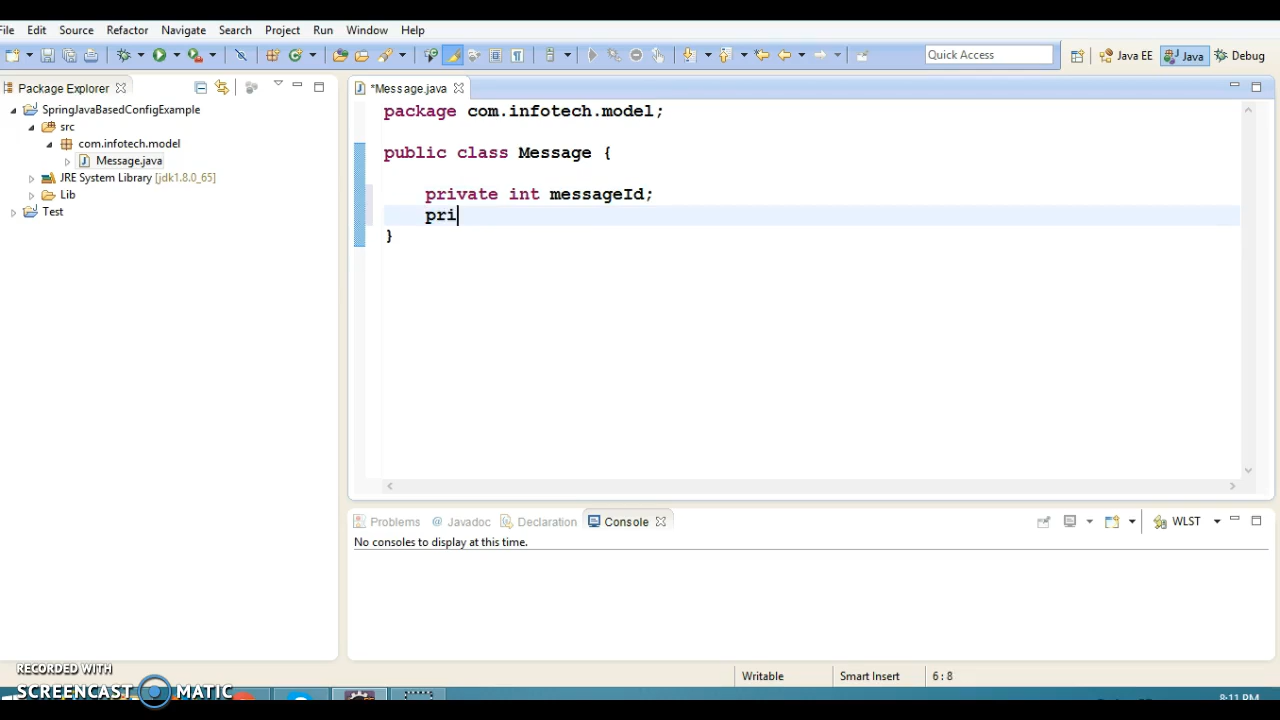 File Edit Source Refactor Navigate Search Project Run Window Help
Quick Access Java EE Java Debug
Package Explorer
SpringJavaBasedConfigExample
src
com.infotech.model
Message.java
JRE System Library [jdk1.8.0_65]
Lib
Test
*Message.java
package com.infotech.model;
public class Message {
private int messageId;
pri
}
Problems @ Javadoc Declaration Console WLST
No consoles to display at this time.
Writable Smart Insert 6 : 8
RECORDED WITH
SCREENCAST MATIC
8:11 PM